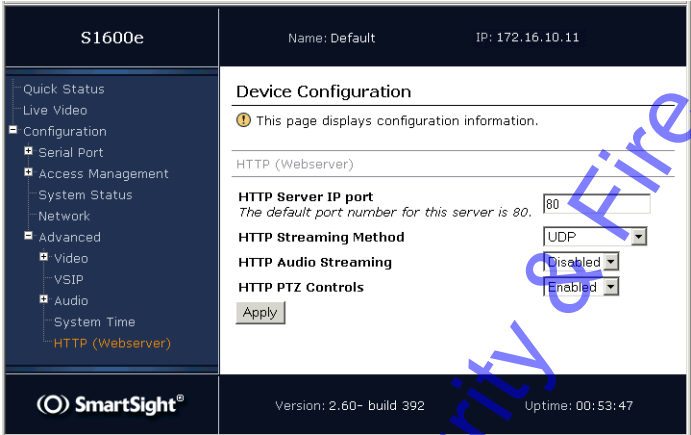 S1600e
Name: Default
IP: 172.16.10.11
Quick Status
Live Video
Configuration
Serial Port
Access Management
System Status
Network
Advanced
Video
VSIP
Audio
System Time
HTTP (Webserver)
Device Configuration
This page displays configuration information.
HTTP (Webserver)
HTTP Server IP port
The default port number for this server is 80.
80
HTTP Streaming Method
UDP
HTTP Audio Streaming
Disabled
HTTP PTZ Controls
Enabled
Apply
SmartSight®
Version: 2.60- build 392
Uptime: 00:53:47
& Fire